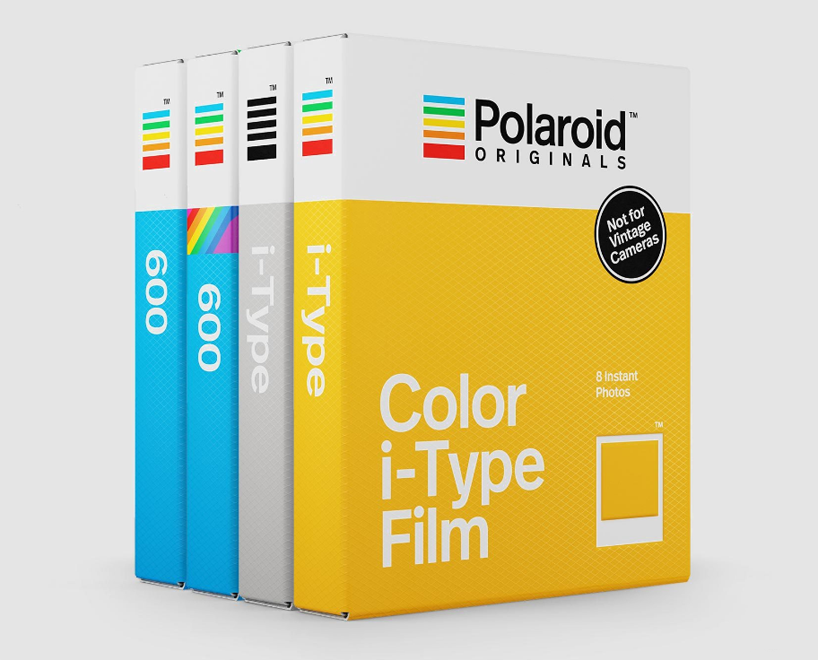 TM
600
TM
600
TM
i-Type
TM
i-Type
Polaroid™
ORIGINALS
Not for
Vintage
Cameras
8 Instant
Photos
TM
Color
i-Type
Film